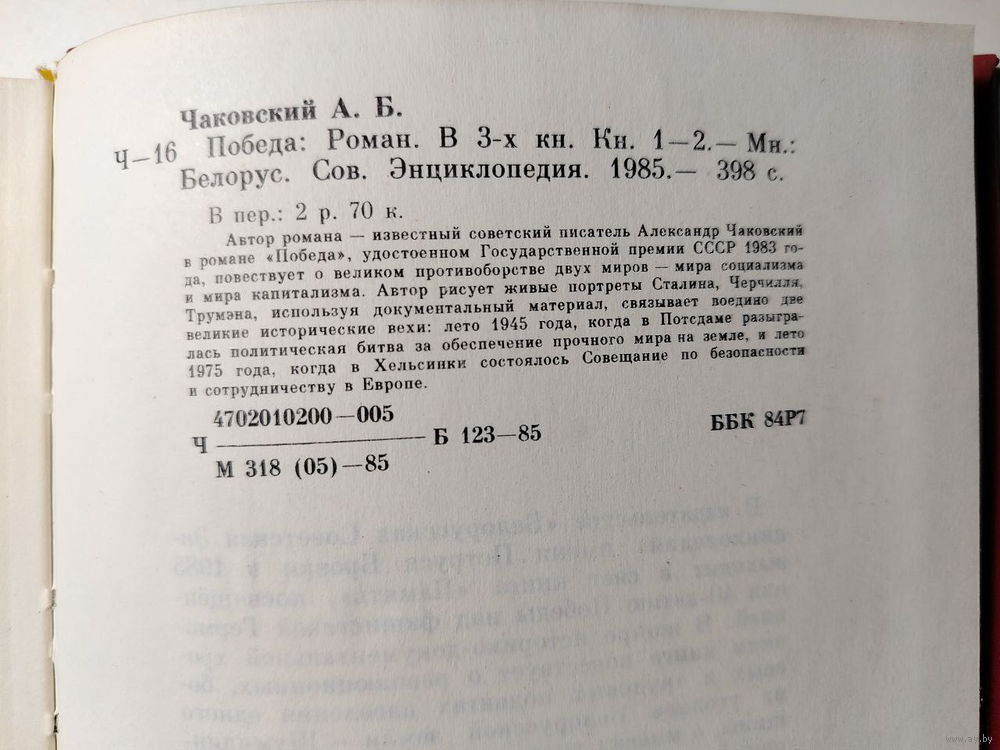 Чаковский А. Б.
Ч—16 Победа: Роман. В 3-х кн. Кн. 1—2.— Мн.:
Белорус. Сов. Энциклопедия. 1985.— 398 с.
В пер.: 2 р. 70 к.
Автор романа — известный советский писатель Александр Чаковский
в романе «Победа», удостоенном Государственной премии СССР 1983 го-
да, повествует о великом противоборстве двух миров — мира социализма
и мира капитализма. Автор рисует живые портреты Сталина, Черчилля,
Трумэна, используя документальный материал, связывает воедино две
великие исторические вехи: лето 1945 года, когда в Потсдаме разыгра-
лась политическая битва за обеспечение прочного мира на земле, и лето
1975 года, когда в Хельсинки состоялось Совещание по безопасности
и сотрудничеству в Европе.
4702010200—005
Ч ——— Б 123—85 ББК 84Р7
М 318 (05)—85
www.ay.by